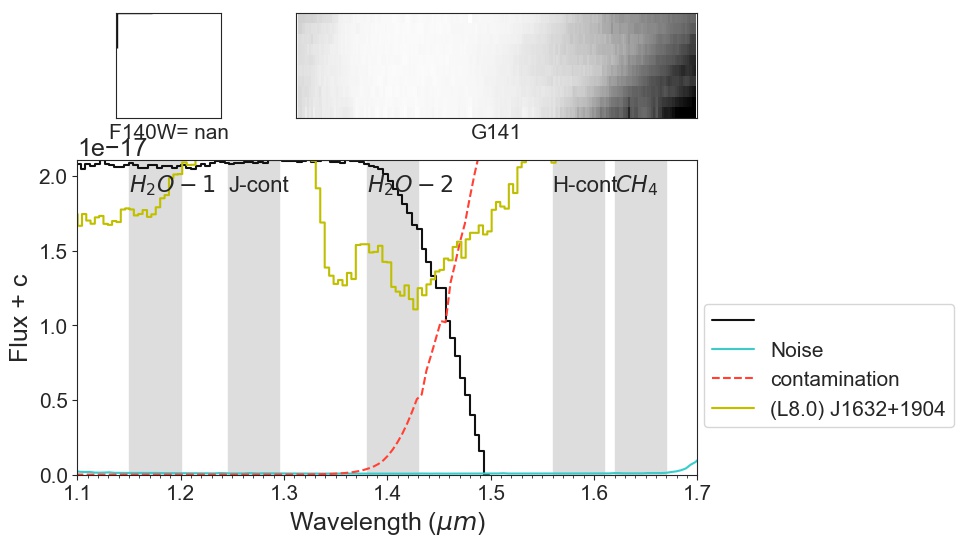 F140W= nan
G141
1e−17
H₂O − 1 J-cont H₂O − 2 H-cont CH₄
2.0
1.5
1.0
0.5
0.0
Flux + c
1.1 1.2 1.3 1.4 1.5 1.6 1.7
Wavelength (μm)
Noise
contamination
(L8.0) J1632+1904